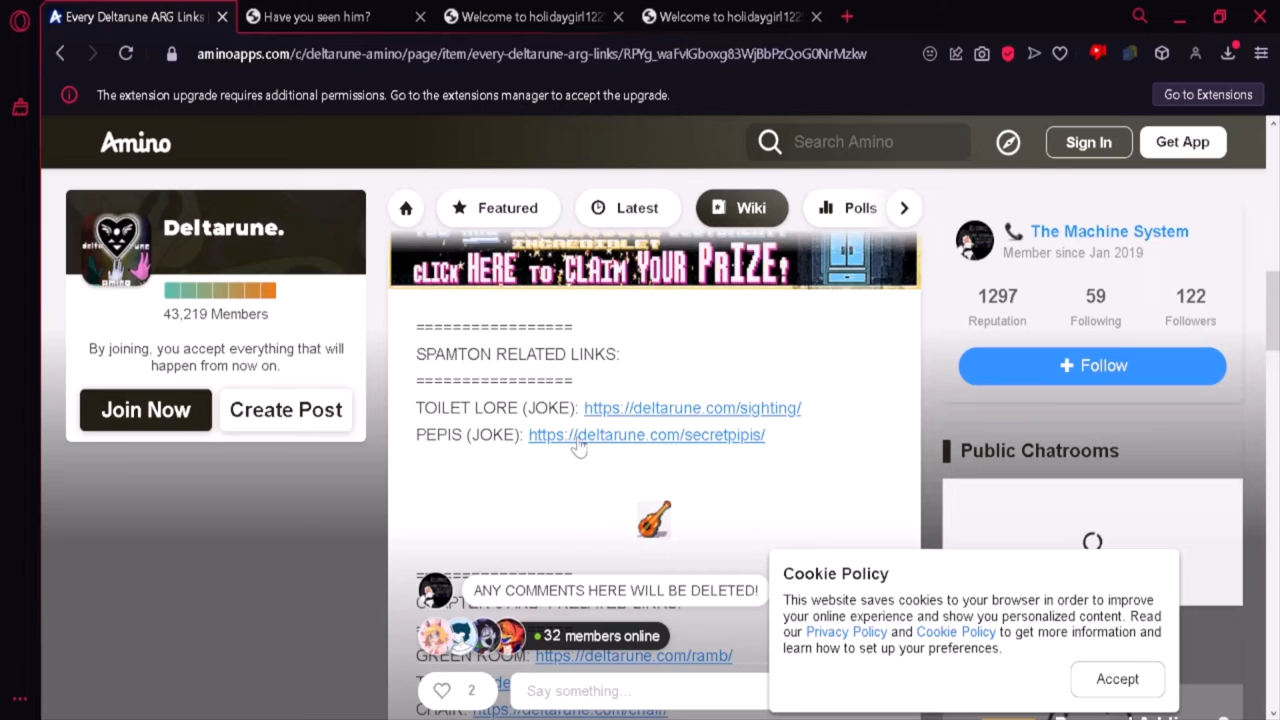 Every Deltarune ARG Links
Have you seen him?
Welcome to holidaygirl122
Welcome to holidaygirl122
aminoapps.com/c/deltarune-amino/page/item/every-deltarune-arg-links/RPYg_waFvIGboxg83WjBbPzQoG0NrMzkw
The extension upgrade requires additional permissions. Go to the extensions manager to accept the upgrade.
Go to Extensions
Amino
Search Amino
Sign In
Get App
Deltarune.
43,219 Members
By joining, you accept everything that will
happen from now on.
Join Now
Create Post
Featured
Latest
Wiki
Polls
INCREDIBLE!
CLICK HERE TO CLAIM YOUR PRIZE!
=================
SPAMTON RELATED LINKS:
=================
TOILET LORE (JOKE): https://deltarune.com/sighting/
PEPIS (JOKE): https://deltarune.com/secretpipis/
=================
ANY COMMENTS HERE WILL BE DELETED!
32 members online
GREEN ROOM: https://deltarune.com/ramb/
2
Say something...
CHAIR: https://deltarune.com/chair/
The Machine System
Member since Jan 2019
1297
59
122
Reputation
Following
Followers
Follow
Public Chatrooms
Cookie Policy
This website saves cookies to your browser in order to improve
your online experience and show you personalized content. Read
our Privacy Policy and Cookie Policy to get more information and
learn how to set up your preferences.
Accept